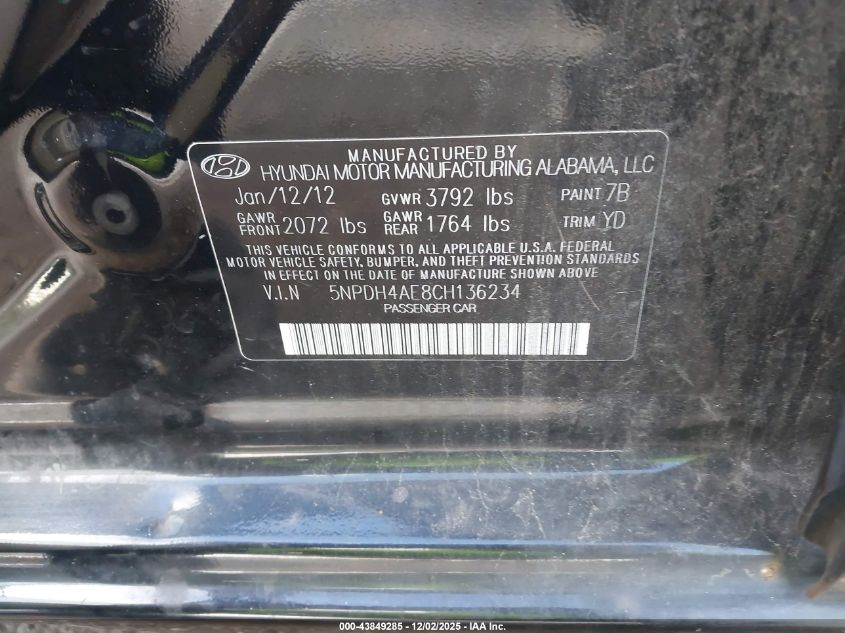 MANUFACTURED BY
HYUNDAI MOTOR MANUFACTURING ALABAMA, LLC
Jan/12/12 GVWR 3792 lbs PAINT 7B
GAWR FRONT 2072 lbs GAWR REAR 1764 lbs TRIM YD
THIS VEHICLE CONFORMS TO ALL APPLICABLE U.S.A. FEDERAL
MOTOR VEHICLE SAFETY, BUMPER, AND THEFT PREVENTION STANDARDS
IN EFFECT ON THE DATE OF MANUFACTURE SHOWN ABOVE
V.I.N 5NPDH4AE8CH136234
PASSENGER CAR
000-43849285 - 12/02/2025 - IAA Inc.